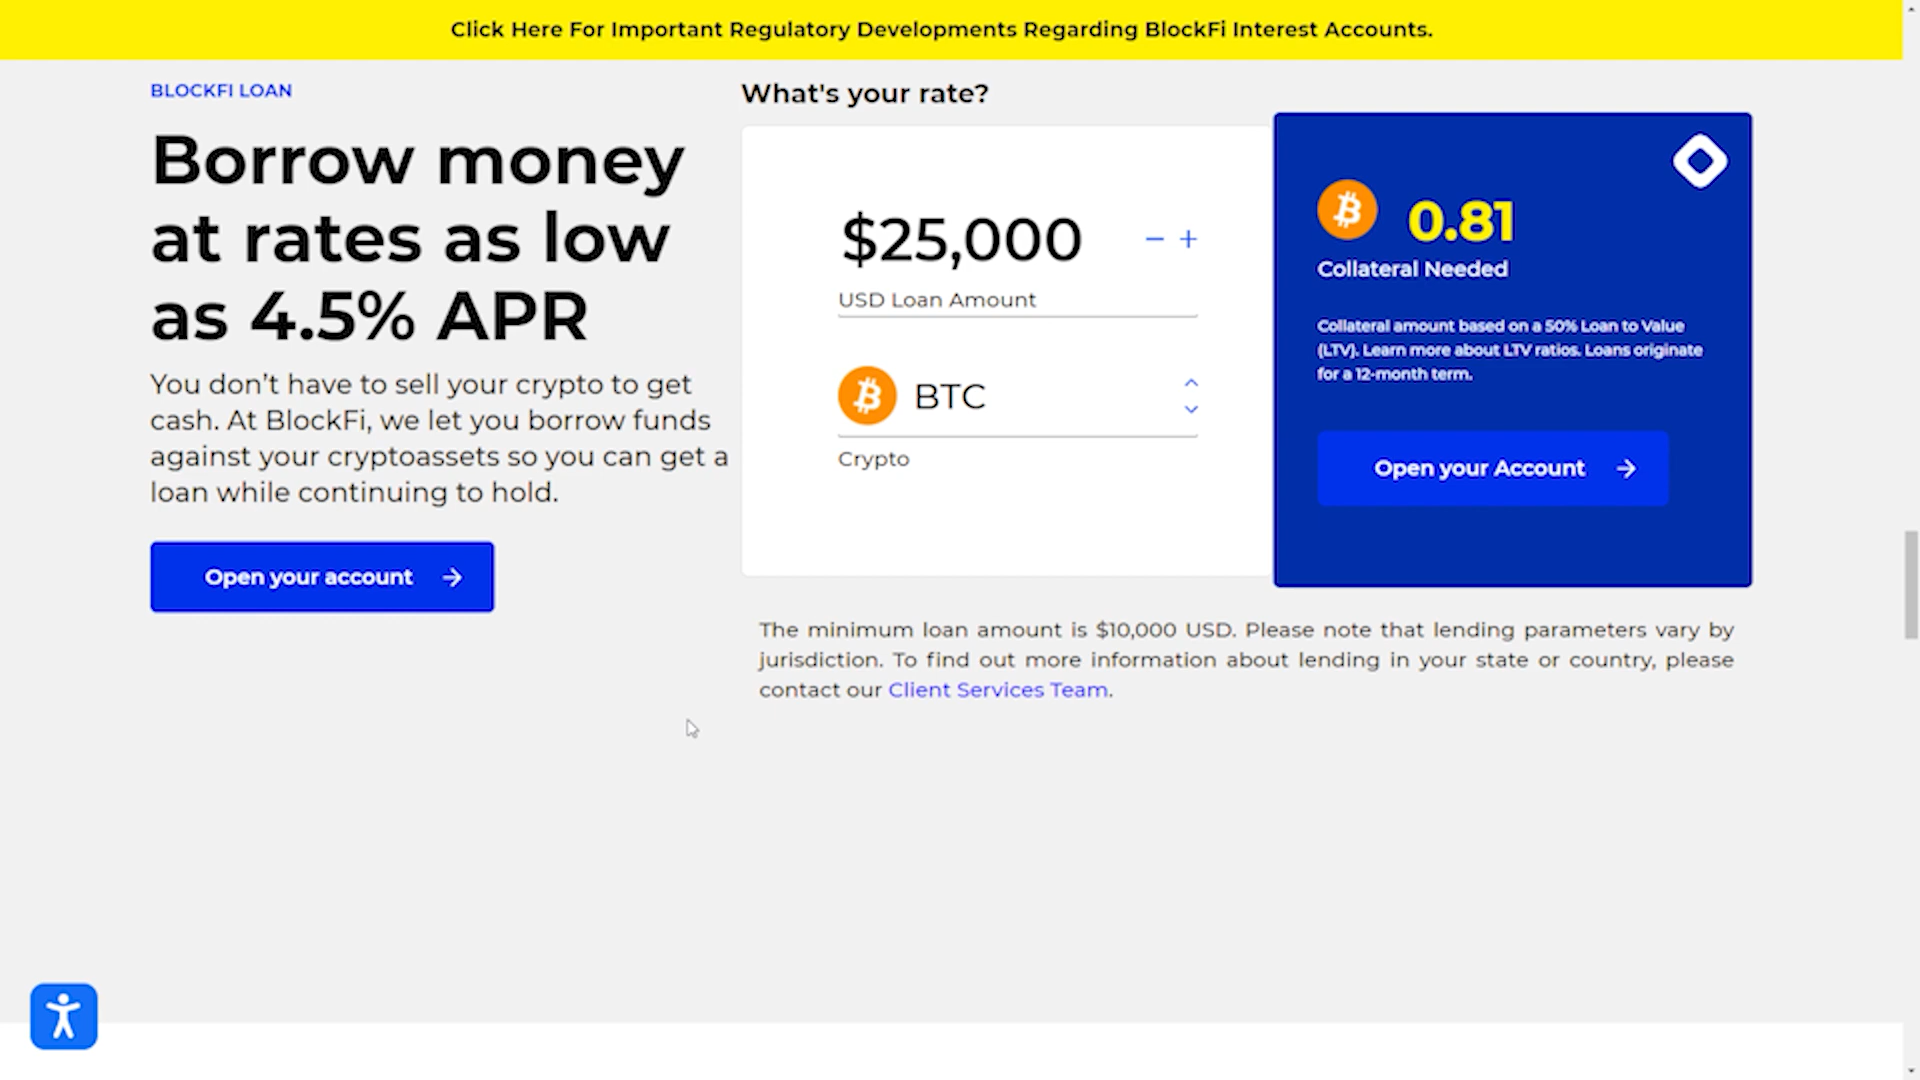 Click Here For Important Regulatory Developments Regarding BlockFi Interest Accounts.
BLOCKFI LOAN
Borrow money
at rates as low
as 4.5% APR
You don’t have to sell your crypto to get
cash. At BlockFi, we let you borrow funds
against your cryptoassets so you can get a
loan while continuing to hold.
Open your account →
What's your rate?
$25,000 − +
USD Loan Amount
BTC
Crypto
0.81
Collateral Needed
Collateral amount based on a 50% Loan to Value
(LTV). Learn more about LTV ratios. Loans originate
for a 12-month term.
Open your Account →
The minimum loan amount is $10,000 USD. Please note that lending parameters vary by
jurisdiction. To find out more information about lending in your state or country, please
contact our Client Services Team.